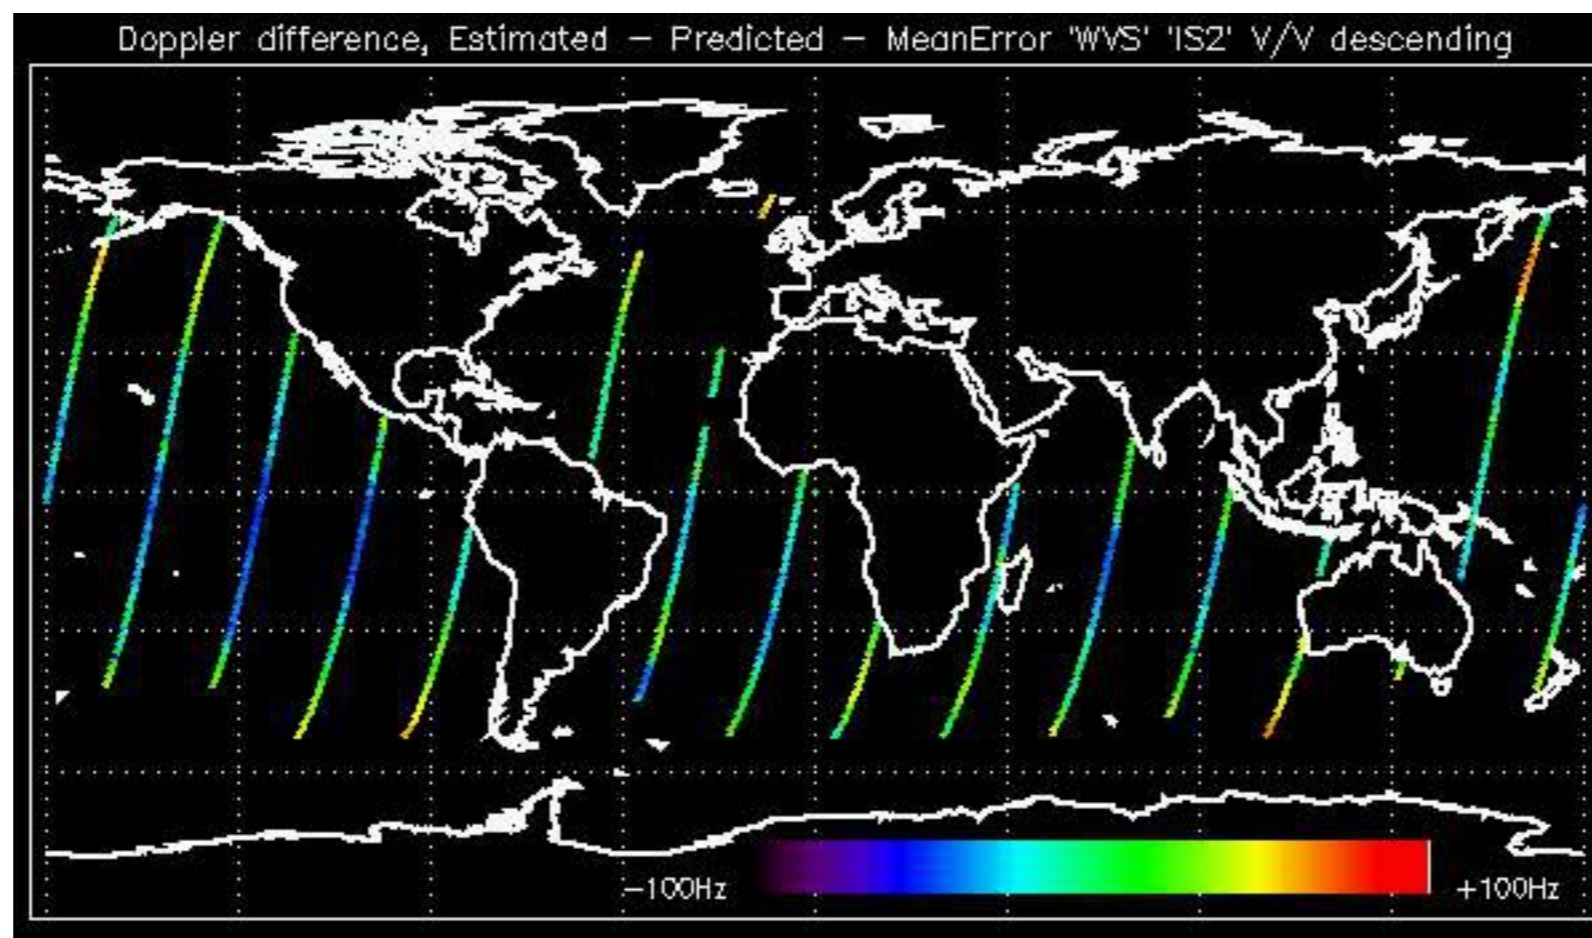 Doppler difference, Estimated – Predicted – MeanError 'WVS' 'IS2' V/V descending
–100Hz
+100Hz